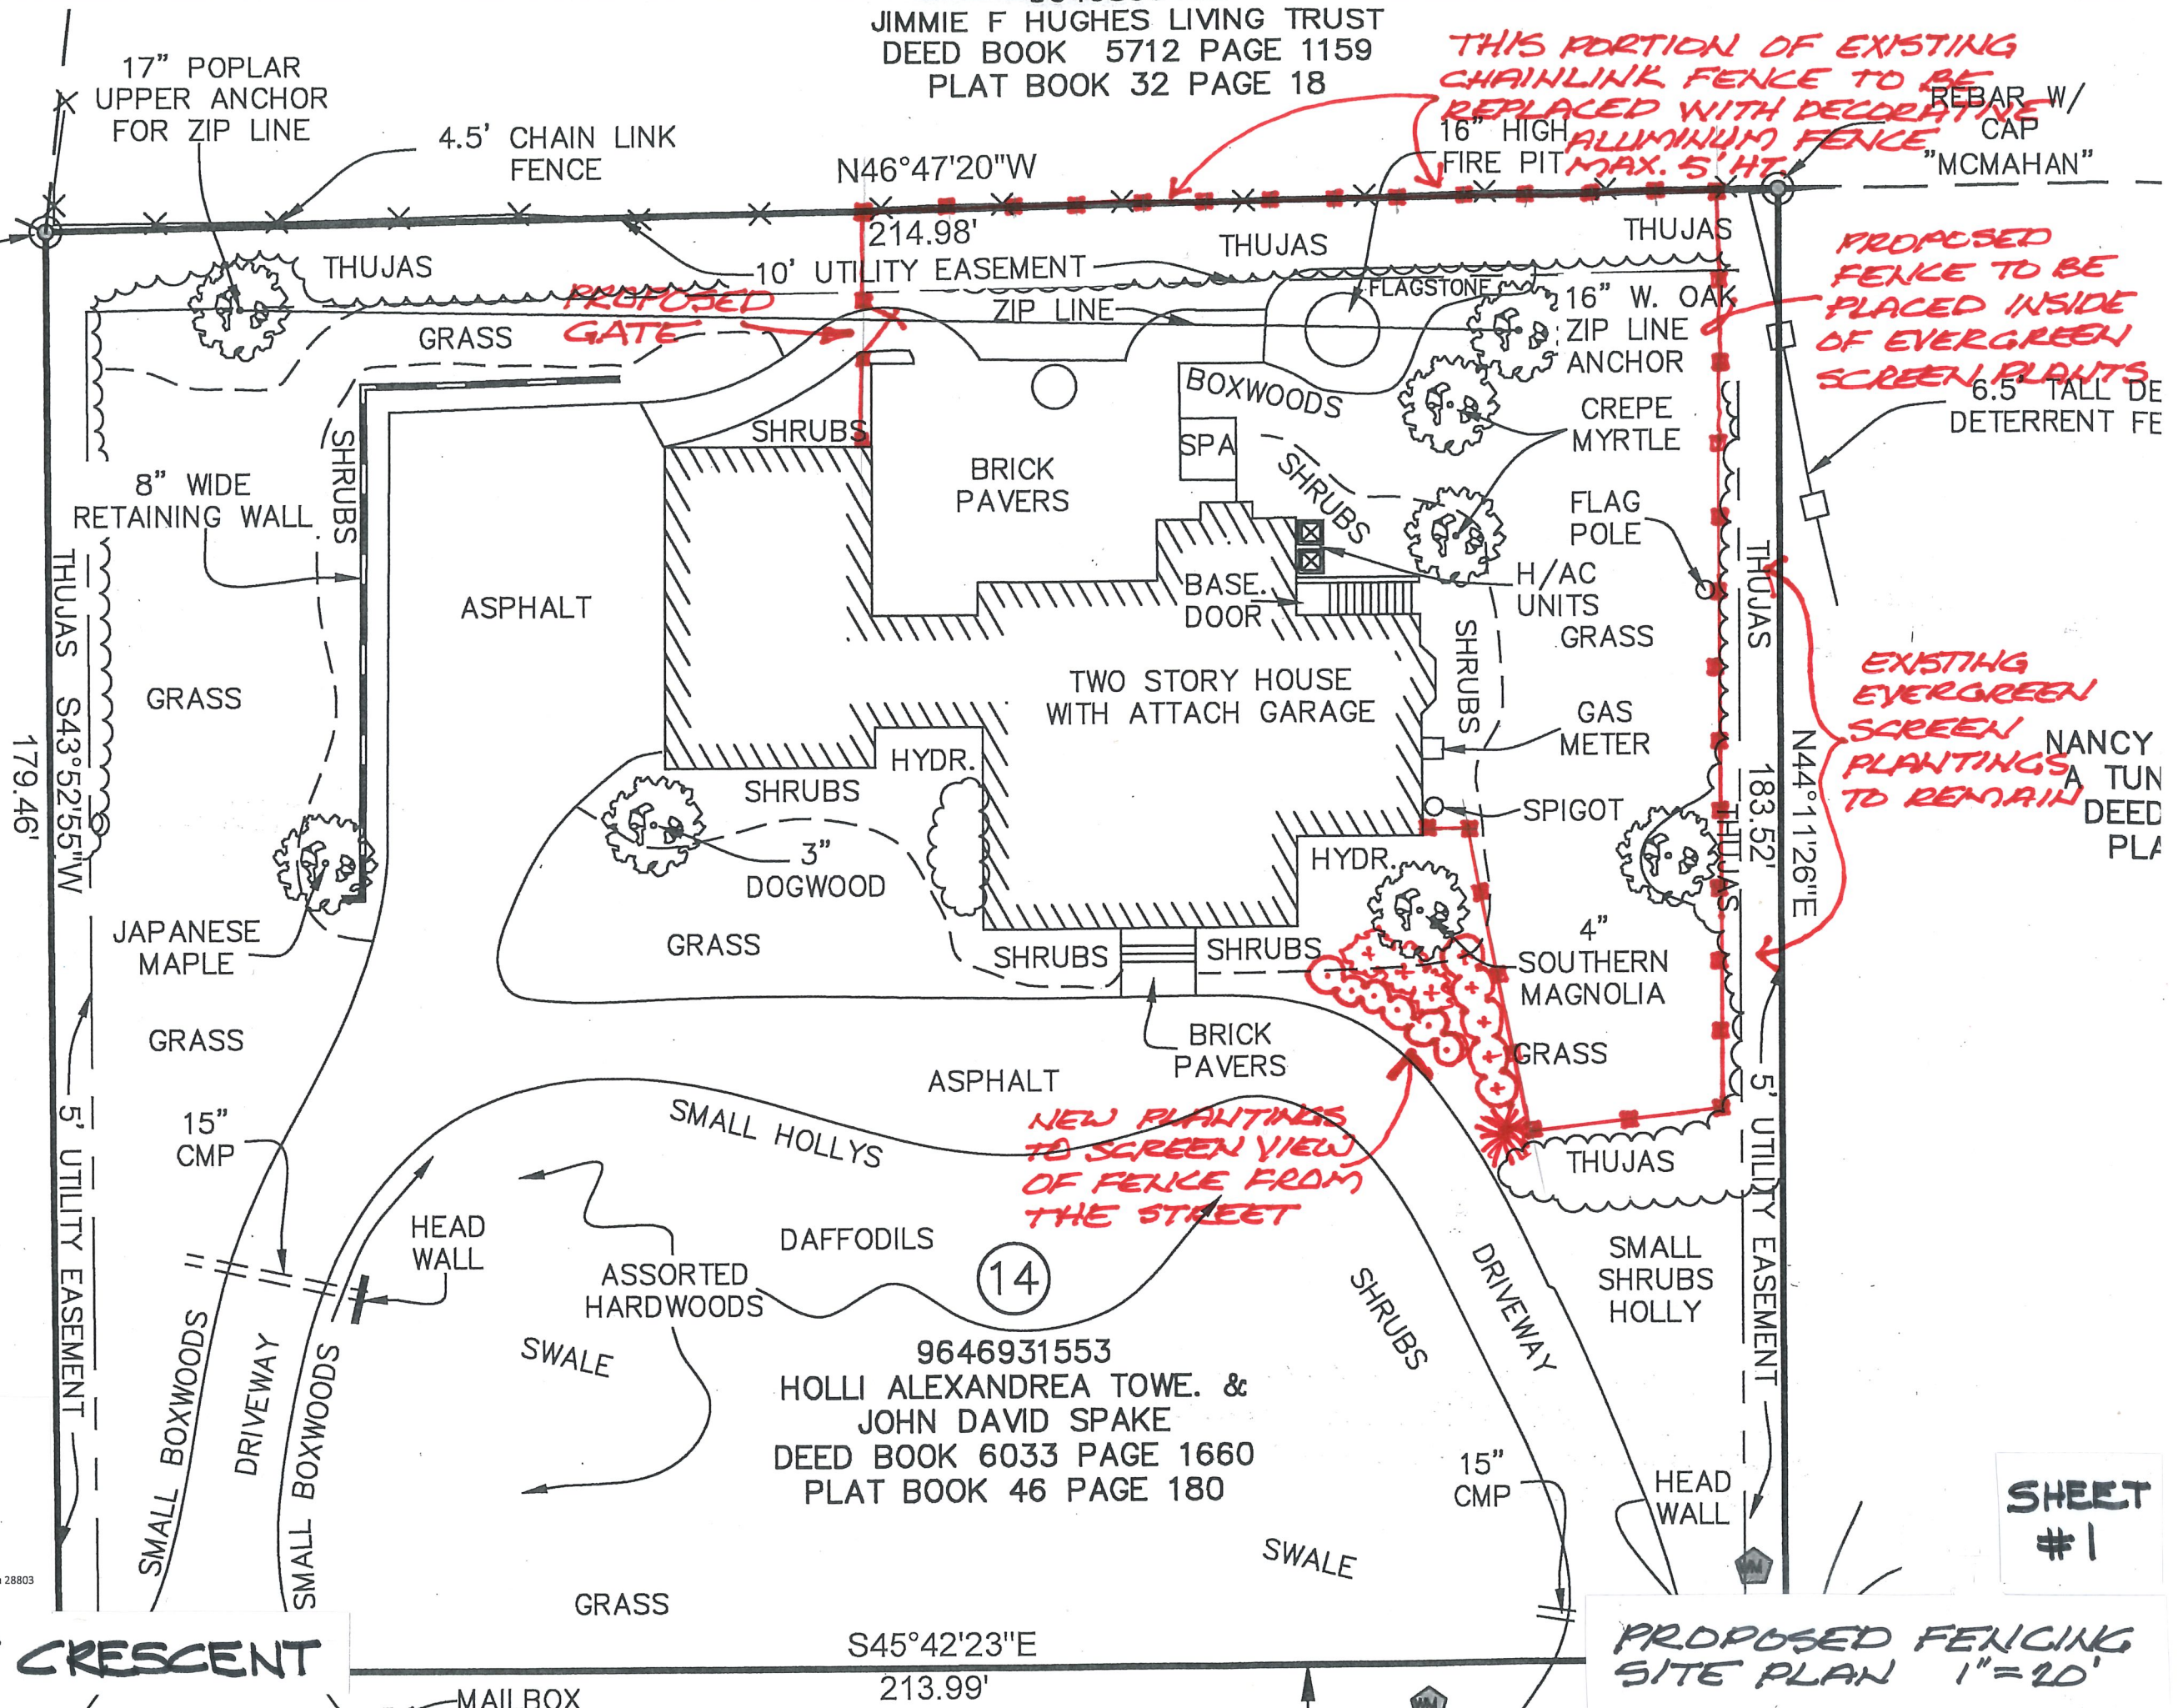 JIMMIE F HUGHES LIVING TRUST
DEED BOOK 5712 PAGE 1159
PLAT BOOK 32 PAGE 18
THIS PORTION OF EXISTING
CHAINLINK FENCE TO BE
REPLACED WITH DECORATIVE
ALUMINUM FENCE
MAX. 5' HT.
REBAR W/
CAP
"MCMAHAN"
17" POPLAR
UPPER ANCHOR
FOR ZIP LINE
4.5' CHAIN LINK
FENCE
N46°47'20"W
214.98'
16" HIGH
FIRE PIT
THUJAS
THUJAS
THUJAS
10' UTILITY EASEMENT
ZIP LINE
FLAGSTONE
PROPOSED
GATE
GRASS
16" W. OAK
ZIP LINE
ANCHOR
PROPOSED
FENCE TO BE
PLACED INSIDE
OF EVERGREEN
SCREEN PLANTS
6.5' TALL DE
DETERRENT FE
BOXWOODS
CREPE
MYRTLE
SHRUBS
SPA
SHRUBS
SHRUBS
BRICK
PAVERS
8" WIDE
RETAINING WALL
FLAG
POLE
THUJAS
THUJAS
ASPHALT
BASE.
DOOR
H/AC
UNITS
GRASS
SHRUBS
TWO STORY HOUSE
WITH ATTACH GARAGE
EXISTING
EVERGREEN
SCREEN
PLANTINGS
TO REMAIN
NANCY
A TUN
DEED
PLA
GRASS
S43°52'55"W
179.46'
GAS
METER
HYDR.
SHRUBS
N44°11'26"E
183.52'
SPIGOT
THUJAS
HYDR.
3"
DOGWOOD
JAPANESE
MAPLE
GRASS
SHRUBS
SHRUBS
4"
SOUTHERN
MAGNOLIA
GRASS
BRICK
PAVERS
GRASS
ASPHALT
15"
CMP
SMALL HOLLYS
NEW PLANTINGS
TO SCREEN VIEW
OF FENCE FROM
THE STREET
THUJAS
5' UTILITY EASEMENT
5' UTILITY EASEMENT
HEAD
WALL
DAFFODILS
ASSORTED
HARDWOODS
14
SMALL
SHRUBS
HOLLY
DRIVEWAY
SHRUBS
SMALL BOXWOODS
DRIVEWAY
SMALL BOXWOODS
SWALE
9646931553
HOLLI ALEXANDREA TOWE. &
JOHN DAVID SPAKE
DEED BOOK 6033 PAGE 1660
PLAT BOOK 46 PAGE 180
15"
CMP
HEAD
WALL
SHEET
#1
SWALE
WM
28803
GRASS
CRESCENT
S45°42'23"E
213.99'
PROPOSED FENCING
SITE PLAN 1"=20'
MAILBOX
WM